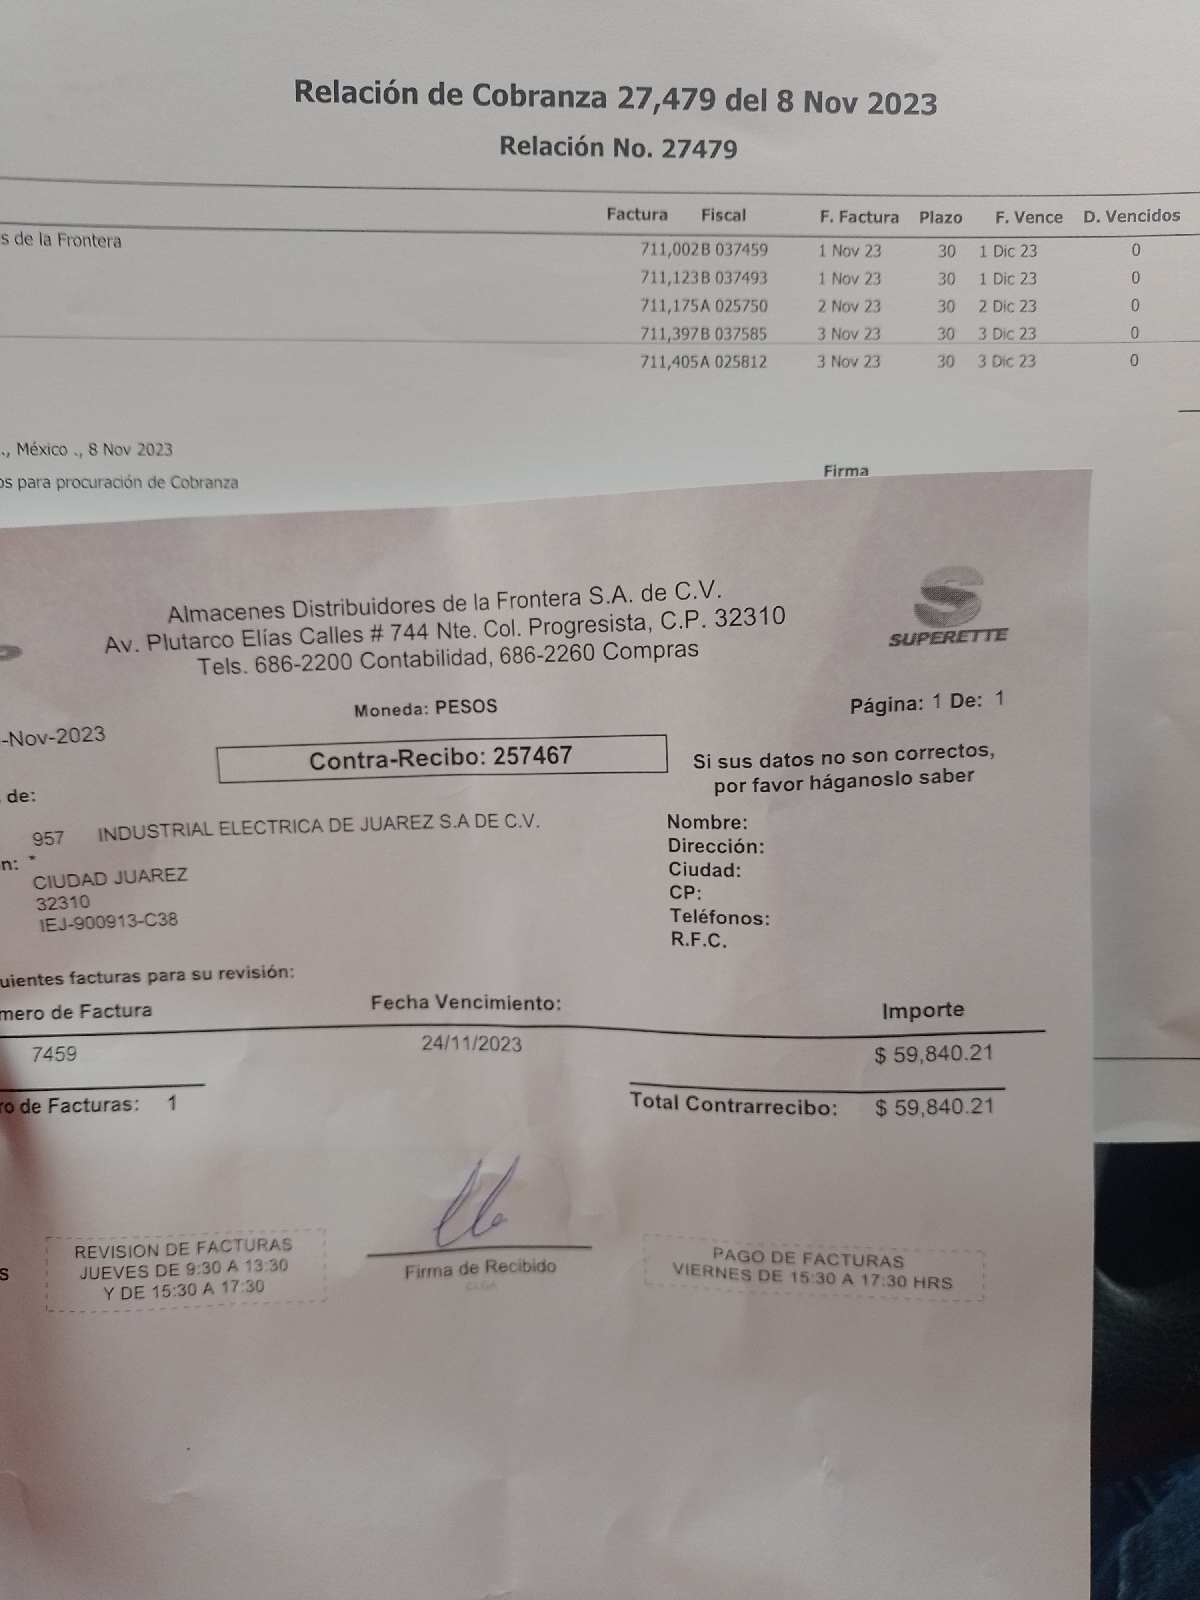 Relación de Cobranza 27,479 del 8 Nov 2023
Relación No. 27479
Factura Fiscal F. Factura Plazo F. Vence D. Vencidos
s de la Frontera
711,002B 037459 1 Nov 23 30 1 Dic 23 0
711,123B 037493 1 Nov 23 30 1 Dic 23 0
711,175A 025750 2 Nov 23 30 2 Dic 23 0
711,397B 037585 3 Nov 23 30 3 Dic 23 0
711,405A 025812 3 Nov 23 30 3 Dic 23 0
., México ., 8 Nov 2023
os para procuración de Cobranza
Firma
Almacenes Distribuidores de la Frontera S.A. de C.V.
Av. Plutarco Elías Calles # 744 Nte. Col. Progresista, C.P. 32310
Tels. 686-2200 Contabilidad, 686-2260 Compras
SUPERETTE
Moneda: PESOS
Página: 1 De: 1
-Nov-2023
Contra-Recibo: 257467
Si sus datos no son correctos,
por favor háganoslo saber
de:
957 INDUSTRIAL ELECTRICA DE JUAREZ S.A DE C.V.
n: *
CIUDAD JUAREZ
32310
IEJ-900913-C38
Nombre:
Dirección:
Ciudad:
CP:
Teléfonos:
R.F.C.
uientes facturas para su revisión:
mero de Factura Fecha Vencimiento: Importe
7459 24/11/2023 $ 59,840.21
ro de Facturas: 1 Total Contrarrecibo: $ 59,840.21
REVISION DE FACTURAS
JUEVES DE 9:30 A 13:30
Y DE 15:30 A 17:30
s
Firma de Recibido
PAGO DE FACTURAS
VIERNES DE 15:30 A 17:30 HRS